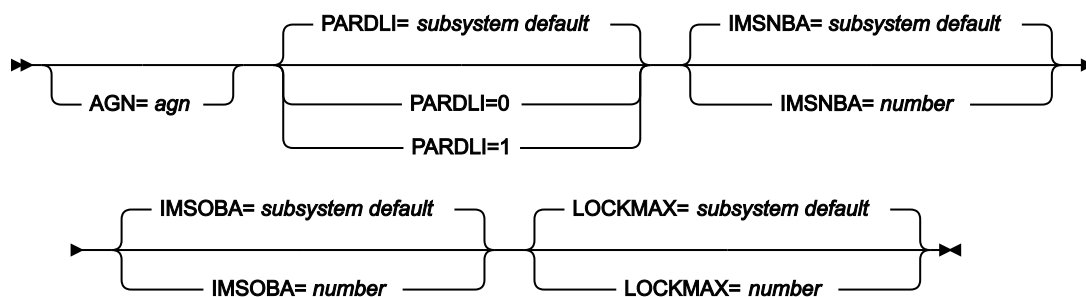 PARDLI= subsystem default
IMSNBA= subsystem default
AGN= agn
PARDLI=0
IMSNBA= number
PARDLI=1
IMSOBA= subsystem default
LOCKMAX= subsystem default
IMSOBA= number
LOCKMAX= number